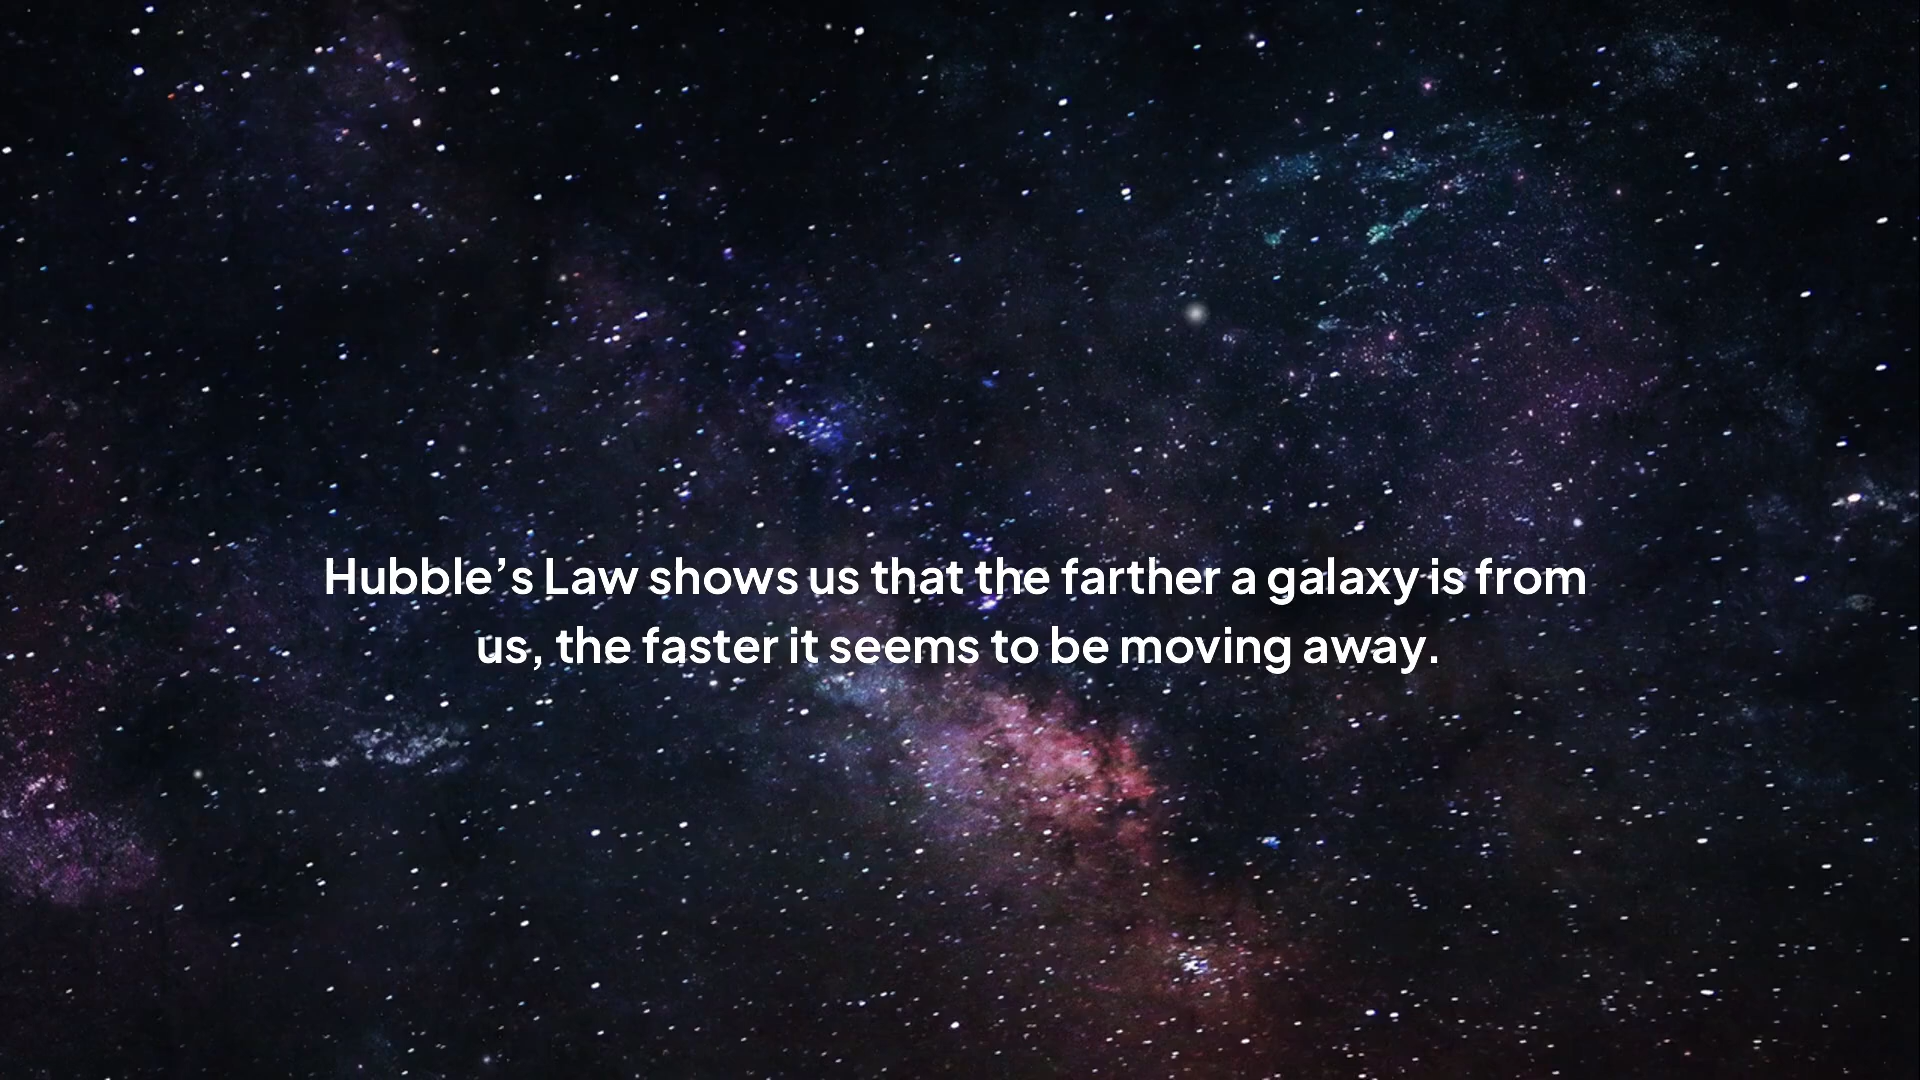 Hubble’s Law shows us that the farther a galaxy is from
us, the faster it seems to be moving away.